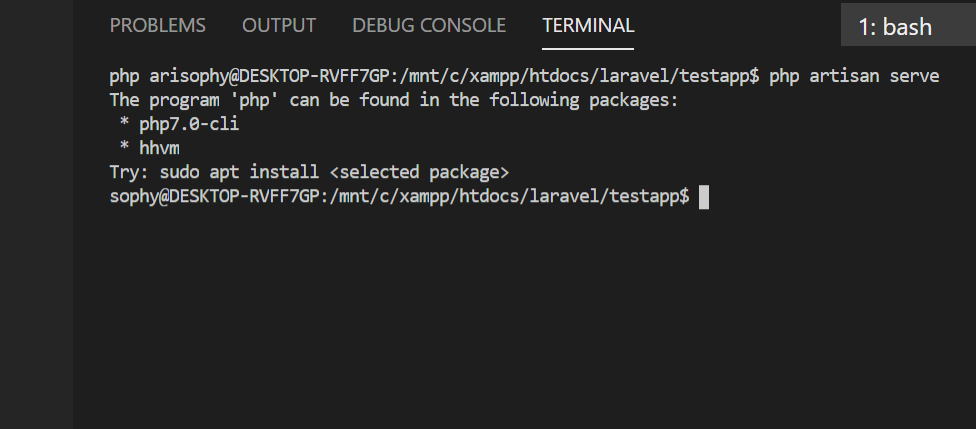 PROBLEMS OUTPUT DEBUG CONSOLE TERMINAL 1: bash
php arisophy@DESKTOP-RVFF7GP:/mnt/c/xampp/htdocs/laravel/testapp$ php artisan serve
The program 'php' can be found in the following packages:
 * php7.0-cli
 * hhvm
Try: sudo apt install <selected package>
sophy@DESKTOP-RVFF7GP:/mnt/c/xampp/htdocs/laravel/testapp$